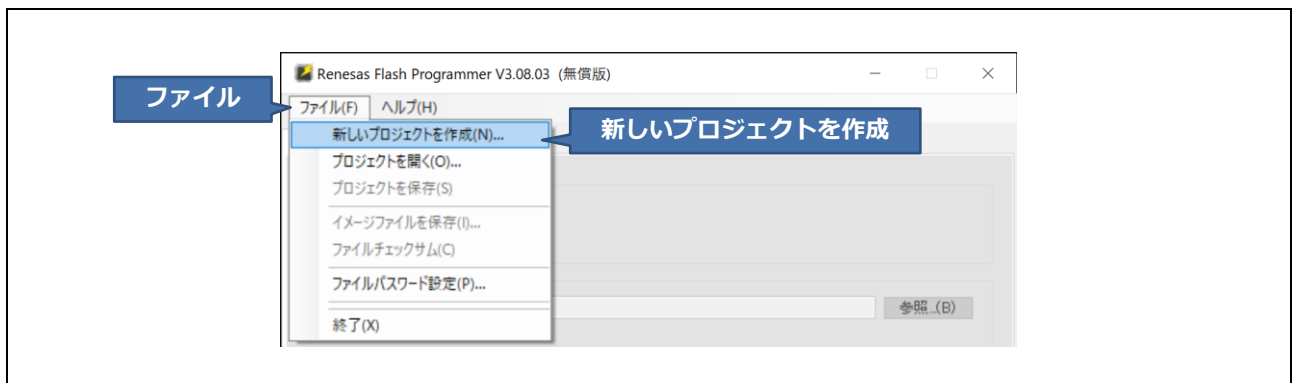 Renesas Flash Programmer V3.08.03 (無償版)
ファイル
ファイル(F) ヘルプ(H)
新しいプロジェクトを作成(N)...
新しいプロジェクトを作成
プロジェクトを開く(O)...
プロジェクトを保存(S)
イメージファイルを保存(I)...
ファイルチェックサム(C)
ファイルパスワード設定(P)...
参照...(B)
終了(X)